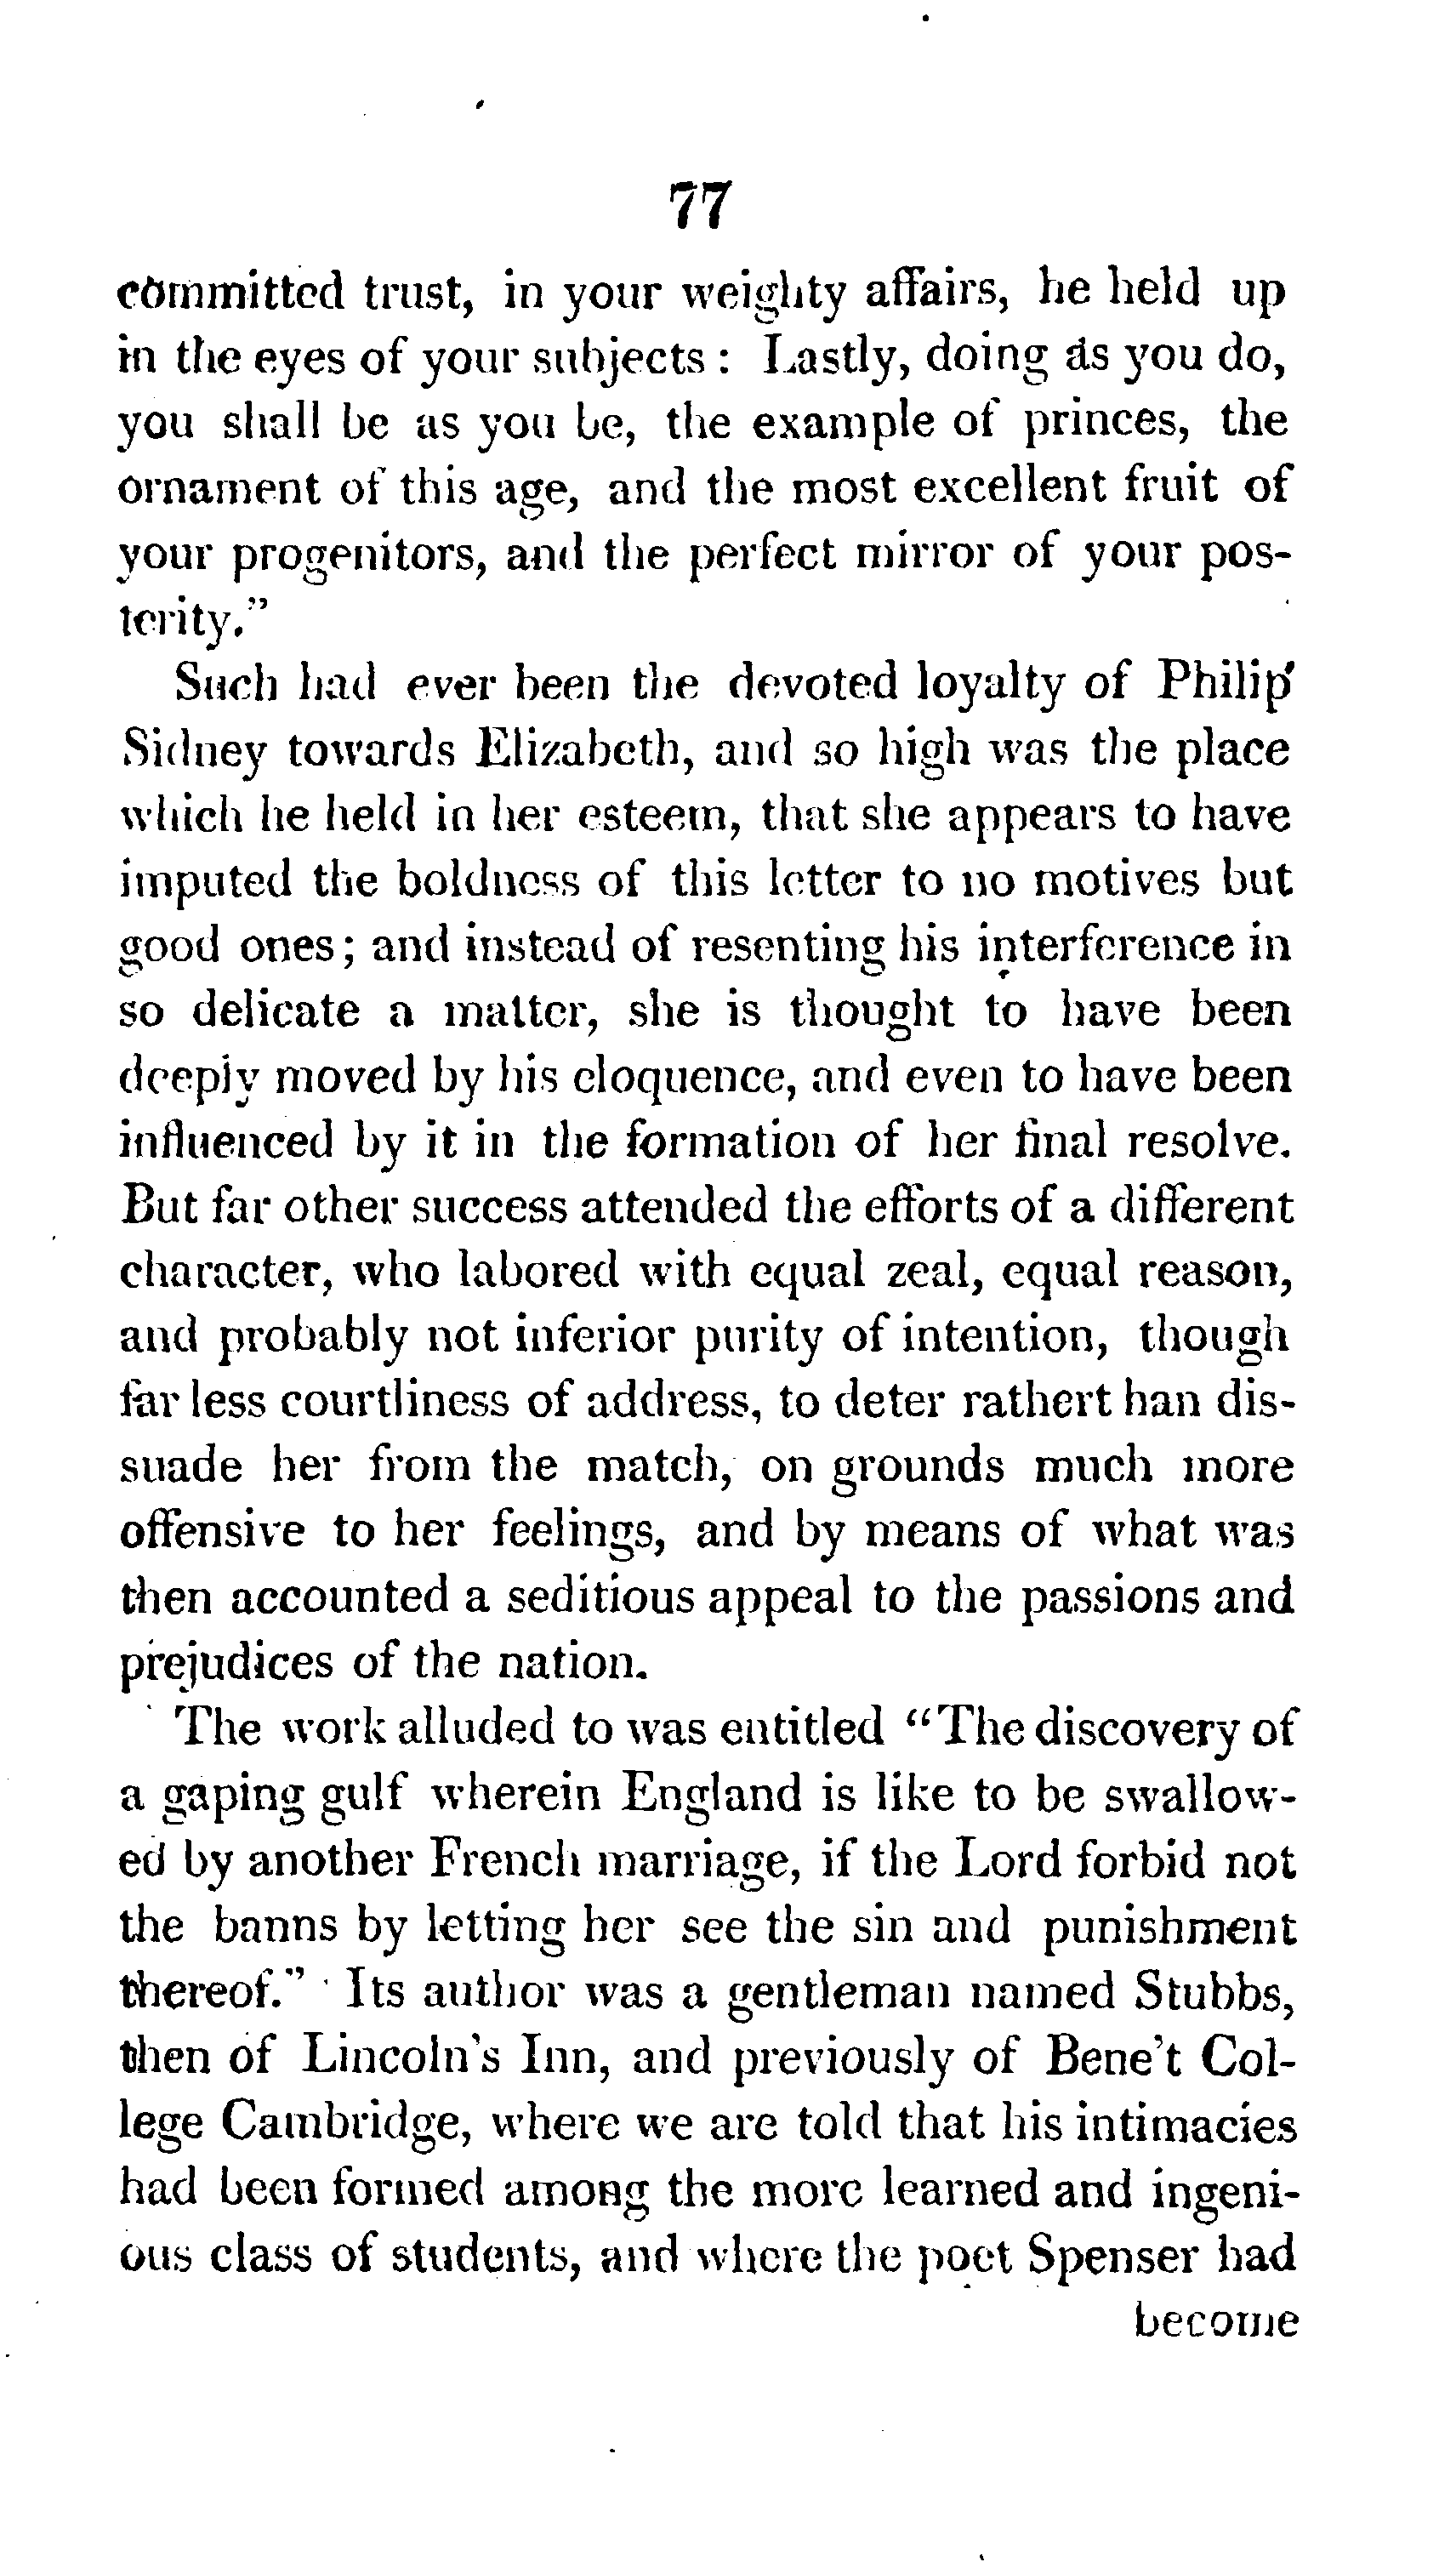 77
committed trust, in your weighty affairs, he held up
in the eyes of your subjects : Lastly, doing as you do,
you shall be as you be, the example of princes, the
ornament of this age, and the most excellent fruit of
your progenitors, and the perfect mirror of your pos-
terity."
Such had ever been the devoted loyalty of Philip
Sidney towards Elizabeth, and so high was the place
which he held in her esteem, that she appears to have
imputed the boldness of this letter to no motives but
good ones; and instead of resenting his interference in
so delicate a matter, she is thought to have been
deeply moved by his eloquence, and even to have been
influenced by it in the formation of her final resolve.
But far other success attended the efforts of a different
character, who labored with equal zeal, equal reason,
and probably not inferior purity of intention, though
far less courtliness of address, to deter rathert han dis-
suade her from the match, on grounds much more
offensive to her feelings, and by means of what was
then accounted a seditious appeal to the passions and
prejudices of the nation.
The work alluded to was entitled "The discovery of
a gaping gulf wherein England is like to be swallow-
ed by another French marriage, if the Lord forbid not
the banns by letting her see the sin and punishment
thereof." Its author was a gentleman named Stubbs,
then of Lincoln's Inn, and previously of Bene't Col-
lege Cambridge, where we are told that his intimacies
had been formed among the more learned and ingeni-
ous class of students, and where the poet Spenser had
become